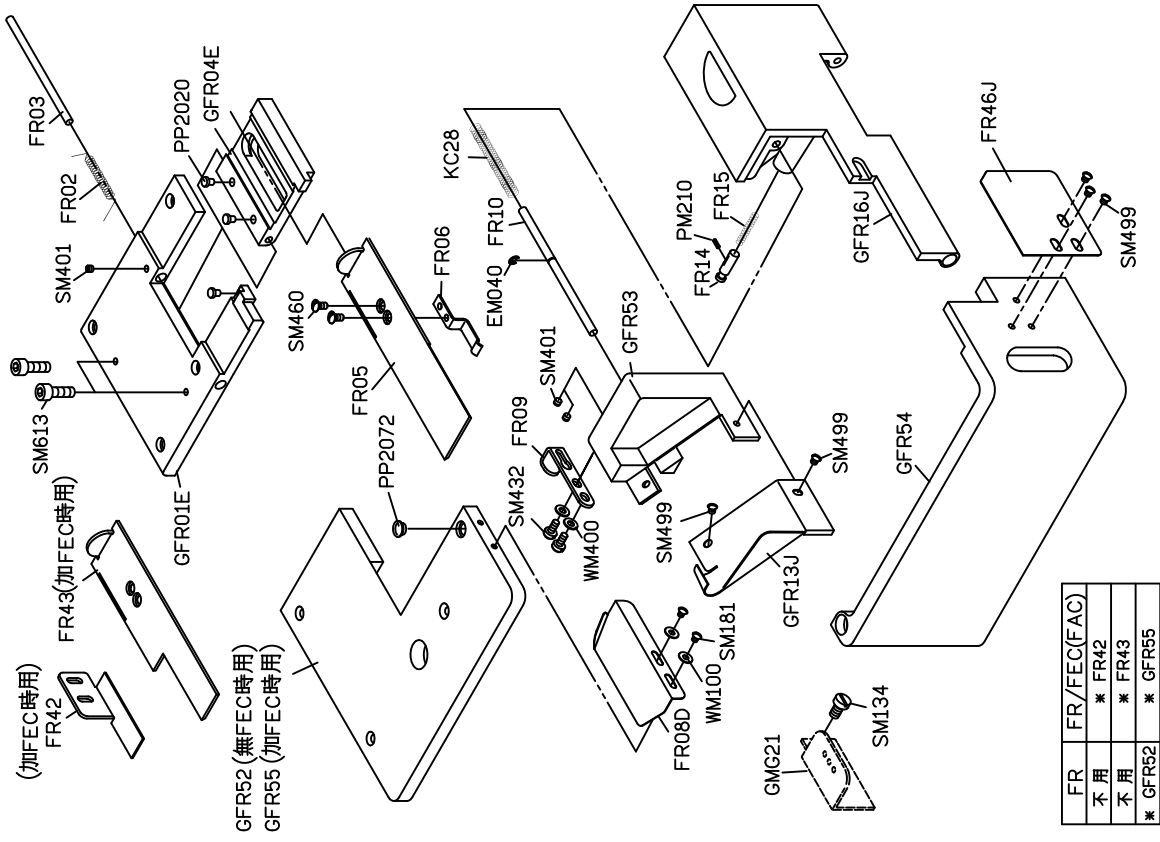 FR03
FR02
SM401
PP2020
GFR04E
SM613
GFR01E
SM460
FR05
FR06
FR43(加FEC時用)
(加FEC時用)
FR42
PP2072
GFR52(無FEC時用)
GFR55(加FEC時用)
KC28
FR10
EM040
PM210
FR15
FR14
GFR16J
FR46J
SM499
GFR53
SM401
FR09
SM432
WM400
SM499
SM499
GFR13J
GFR54
SM181
WM100
FR08D
GMG21
SM134
FR FR/FEC(FAC)
不用 * FR42
不用 * FR43
* GFR52 * GFR55